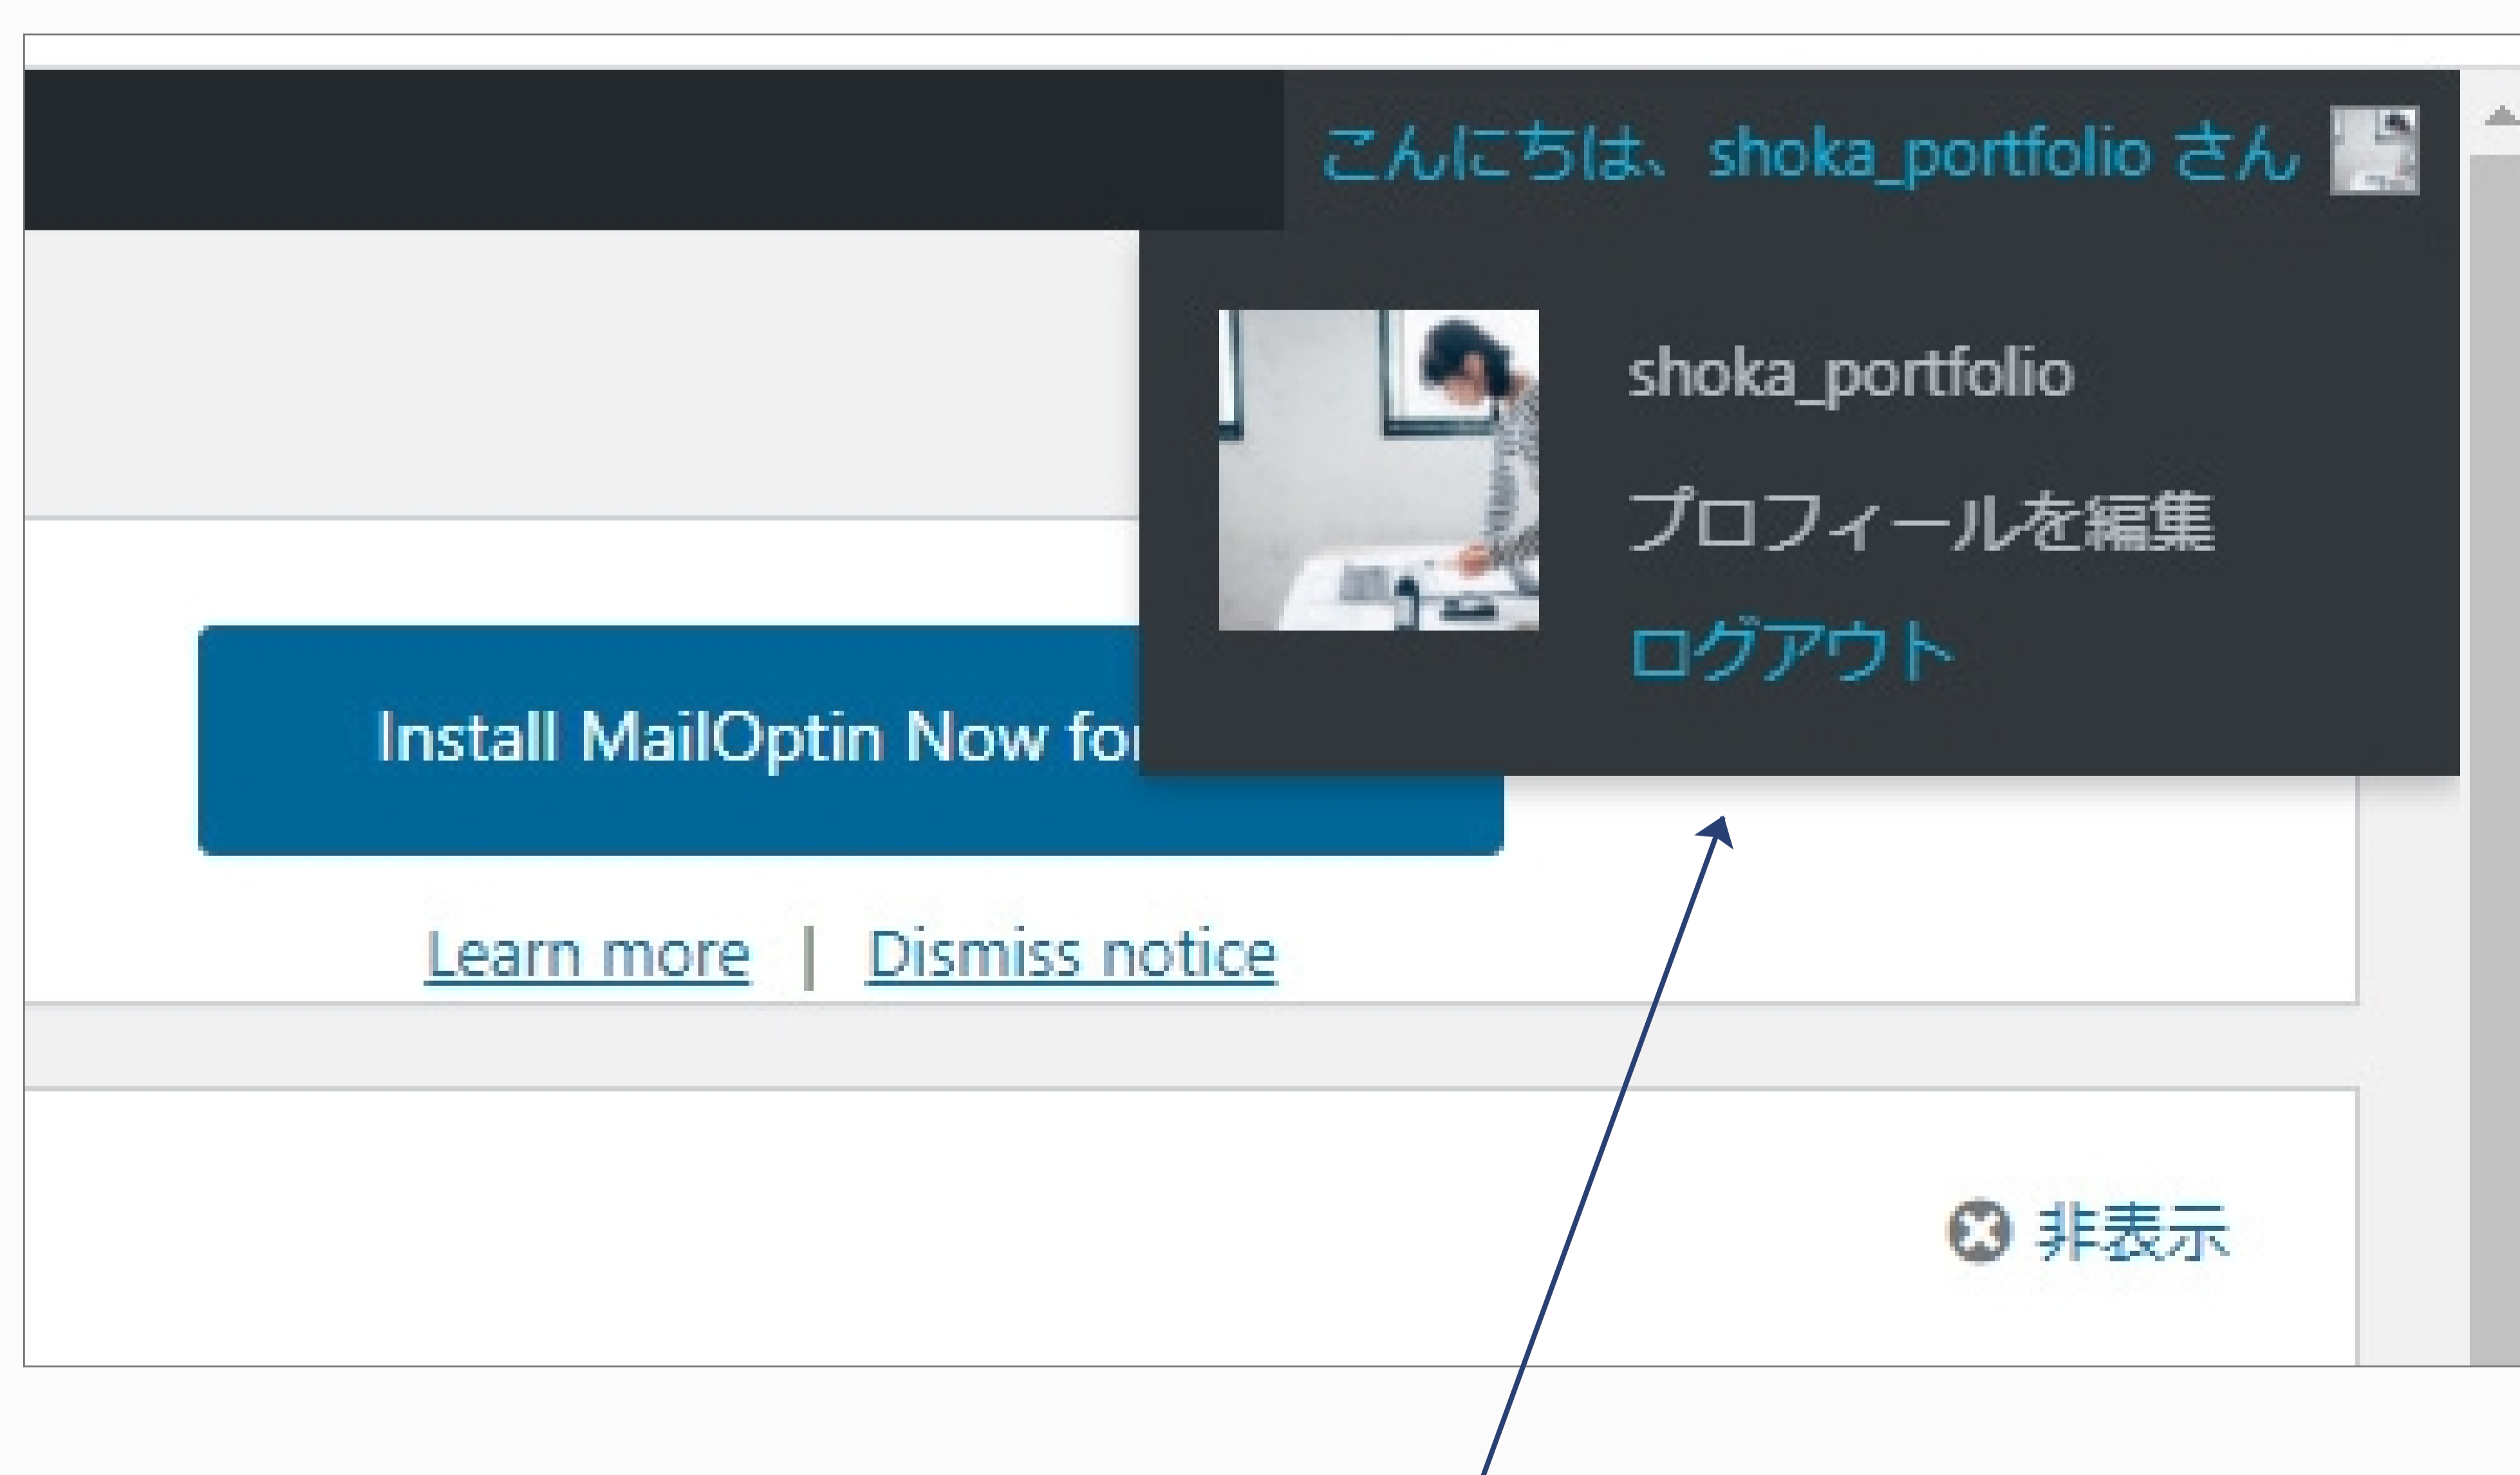 こんにちは、shoka_portfolio さん
shoka_portfolio
プロフィールを編集
ログアウト
Install MailOptin Now for
Learn more | Dismiss notice
非表示